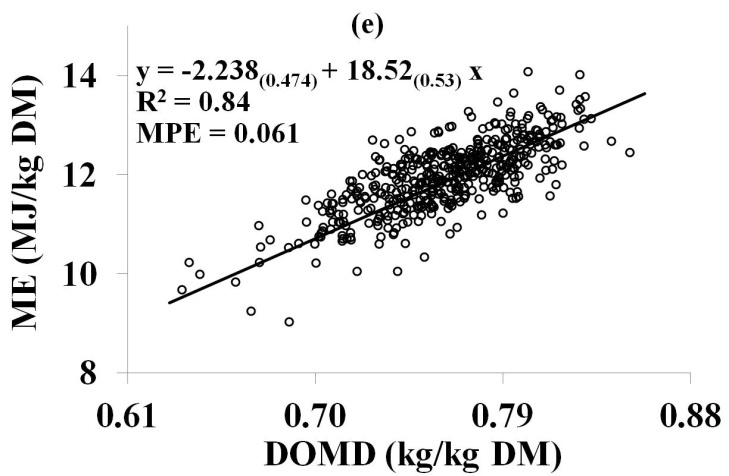 (e)
y = -2.238(0.474) + 18.52(0.53) x
R² = 0.84
MPE = 0.061
ME (MJ/kg DM)
14
12
10
8
0.61 0.70 0.79 0.88
DOMD (kg/kg DM)